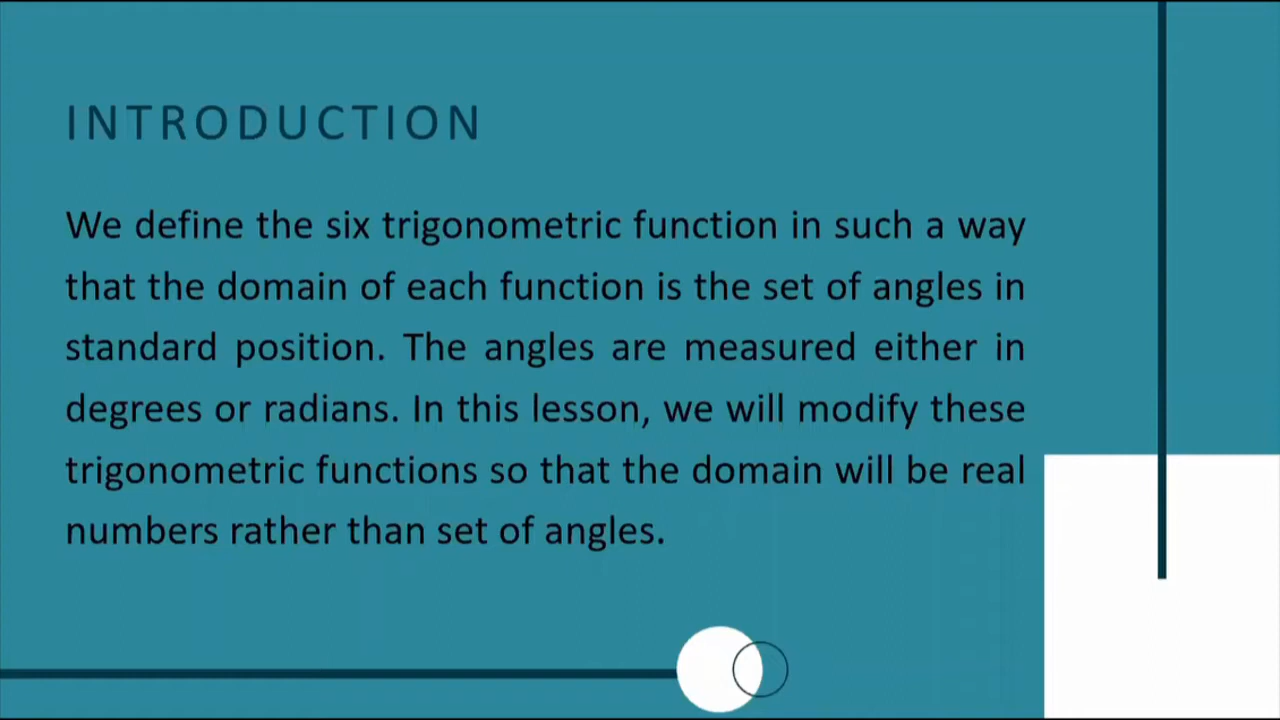 INTRODUCTION
We define the six trigonometric function in such a way
that the domain of each function is the set of angles in
standard position. The angles are measured either in
degrees or radians. In this lesson, we will modify these
trigonometric functions so that the domain will be real
numbers rather than set of angles.